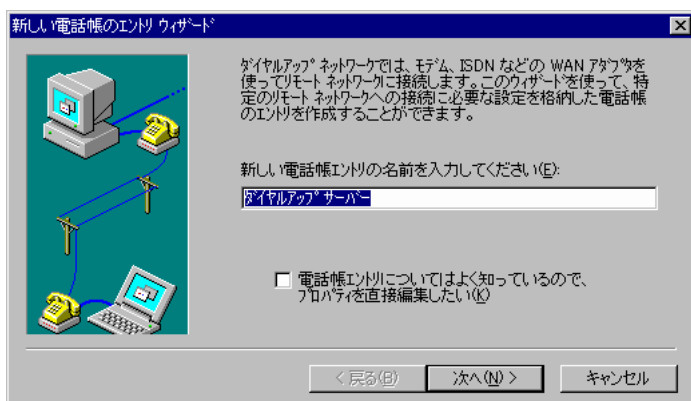 新しい電話帳のエントリ ウィザード
ダイヤルアップ ネットワークでは、モデム、ISDN などの WAN アダプタを
使ってリモート ネットワークに接続します。このウィザードを使って、特
定のリモート ネットワークへの接続に必要な設定を格納した電話帳
のエントリを作成することができます。
新しい電話帳エントリの名前を入力してください(E):
ダイヤルアップ サーバー
電話帳エントリについてはよく知っているので、
プロパティを直接編集したい(K)
< 戻る(B)
次へ(N) >
キャンセル